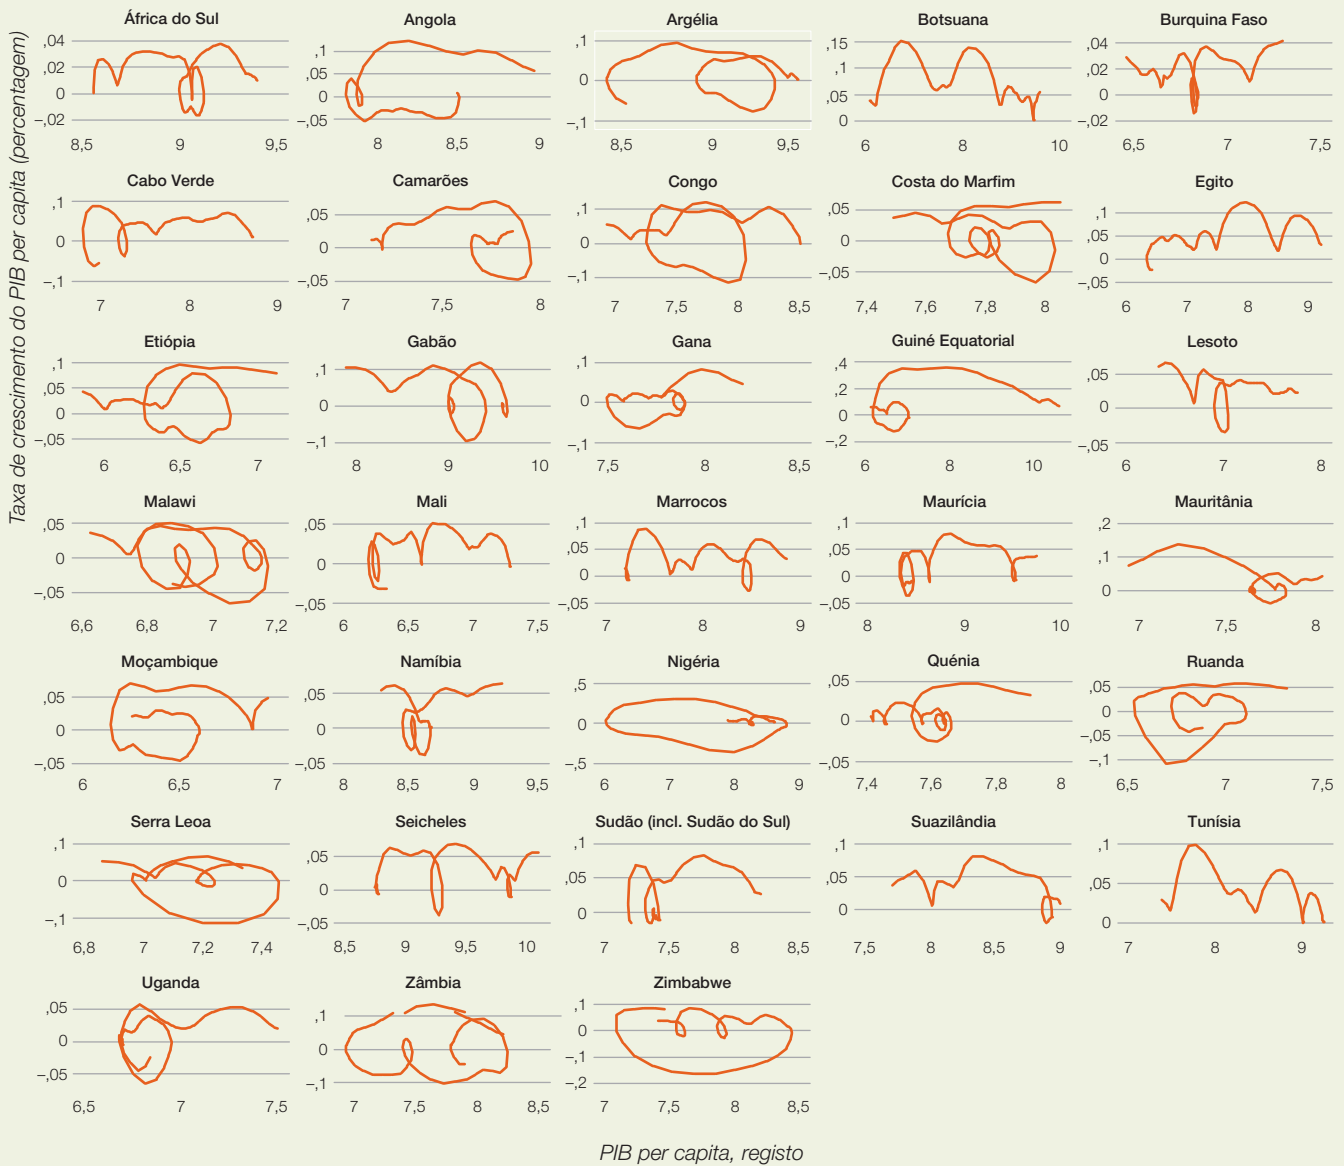 Taxa de crescimento do PIB per capita (percentagem)
África do Sul
,04
,02
0
–,02
8,5 9 9,5
Angola
,1
,05
0
–,05
8 8,5 9
Argélia
,1
0
–,1
8,5 9 9,5
Botsuana
,15
,1
,05
0
6 8 10
Burquina Faso
,04
,02
0
–,02
6,5 7 7,5
Cabo Verde
,1
0
–,1
7 8 9
Camarões
,05
0
–,05
7 7,5 8
Congo
,1
0
–,1
7 7,5 8 8,5
Costa do Marfim
,05
0
–,05
7,4 7,6 7,8 8
Egito
,1
,05
0
–,05
6 7 8 9
Etiópia
,1
,05
0
–,05
6 6,5 7
Gabão
,1
0
–,1
8 9 10
Gana
,1
0
–,1
7,5 8 8,5
Guiné Equatorial
,4
,2
0
–,2
6 7 8 9 10
Lesoto
,05
0
–,05
6 7 8
Malawi
,05
0
–,05
6,6 6,8 7 7,2
Mali
,05
0
–,05
6 6,5 7 7,5
Marrocos
,1
,05
0
–,05
7 8 9
Maurícia
,1
,05
0
–,05
8 9 10
Mauritânia
,2
,1
0
7 7,5 8
Moçambique
,05
0
–,05
6 6,5 7
Namíbia
,05
0
–,05
8 8,5 9 9,5
Nigéria
,5
0
–,5
6 7 8 9
Quénia
,05
0
–,05
7,4 7,6 7,8 8
Ruanda
,05
0
–,05
–,1
6,5 7 7,5
Serra Leoa
,1
0
–,1
6,8 7 7,2 7,4
Seicheles
,05
0
–,05
8,5 9 9,5 10
Sudão (incl. Sudão do Sul)
,1
,05
0
7 7,5 8 8,5
Suazilândia
,1
,05
0
7,5 8 8,5 9
Tunísia
,1
,05
0
7 8 9
Uganda
,05
0
–,05
6,5 7 7,5
Zâmbia
,1
0
–,1
7 7,5 8 8,5
Zimbabwe
,1
0
–,1
–,2
7 7,5 8 8,5
PIB per capita, registo